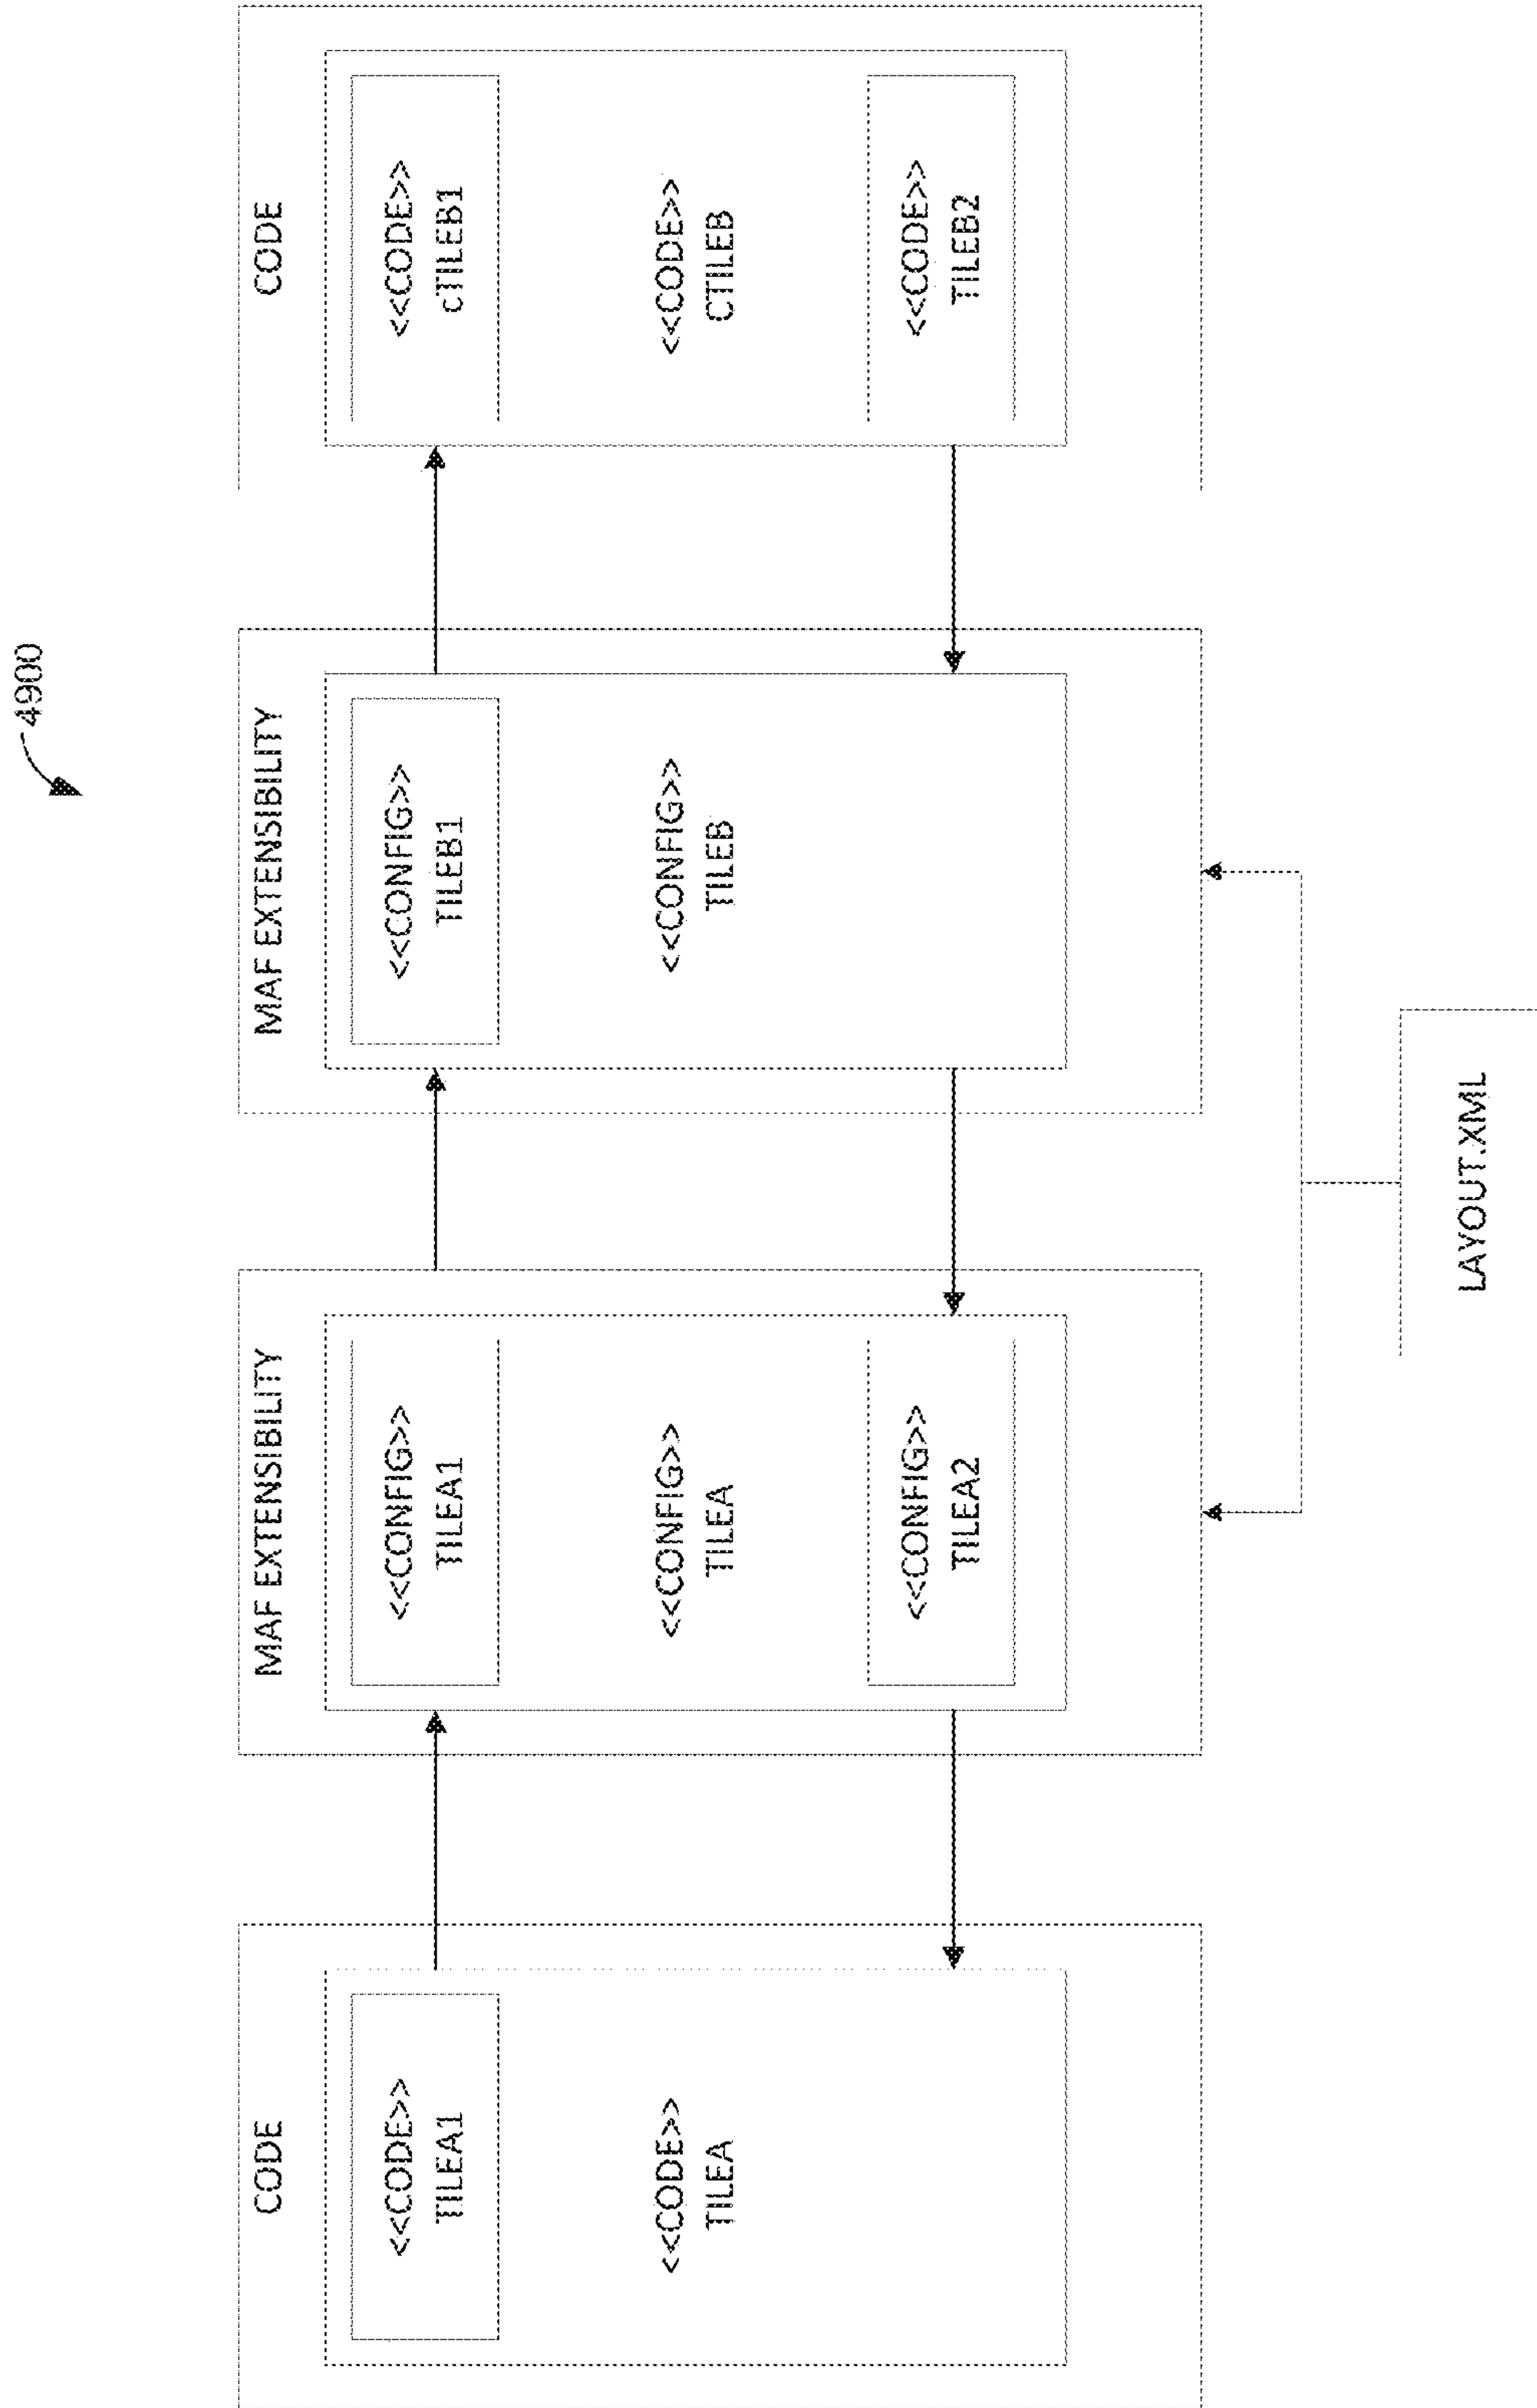 4900
CODE
<<CODE>>
TILEA1
<<CODE>>
TILEA
MAF EXTENSIBILITY
<<CONFIG>>
TILEA1
<<CONFIG>>
TILEA
<<CONFIG>>
TILEA2
MAF EXTENSIBILITY
<<CONFIG>>
TILEB1
<<CONFIG>>
TILEB
CODE
<<CODE>>
cTILEB1
<<CODE>>
CTILEB
<<CODE>>
TILEB2
LAYOUT.XML